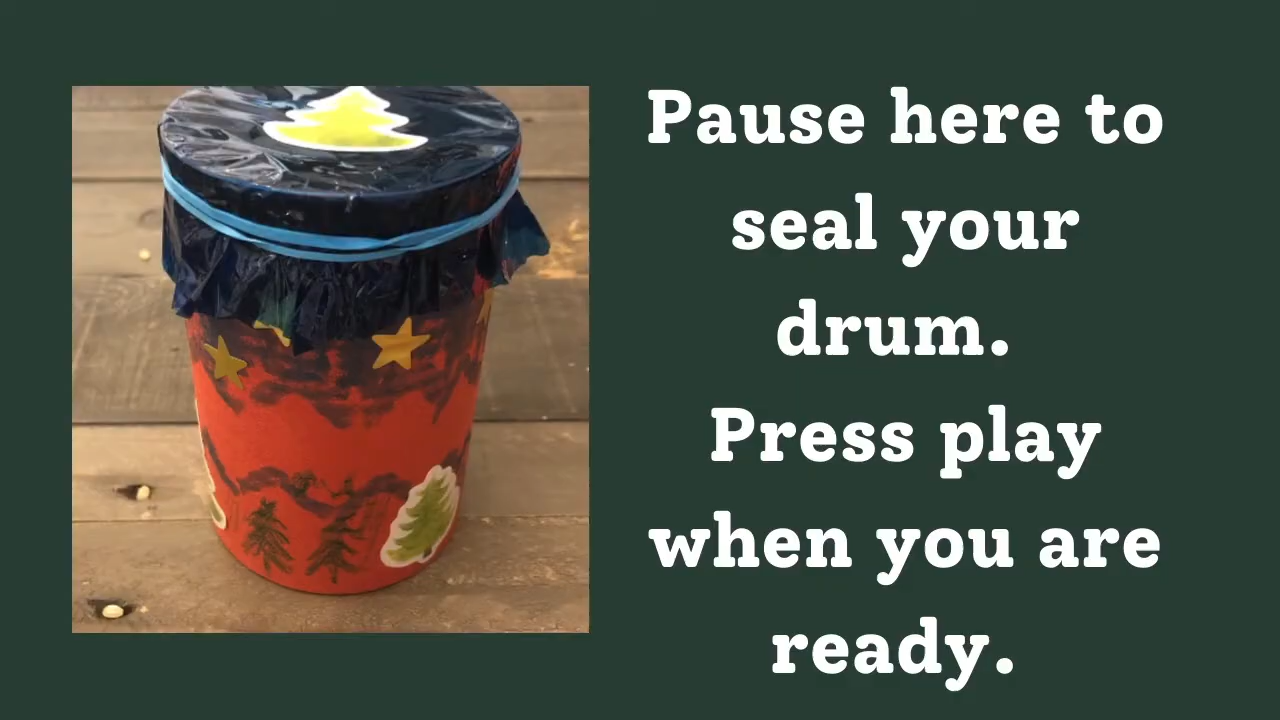 Pause here to
seal your
drum.
Press play
when you are
ready.